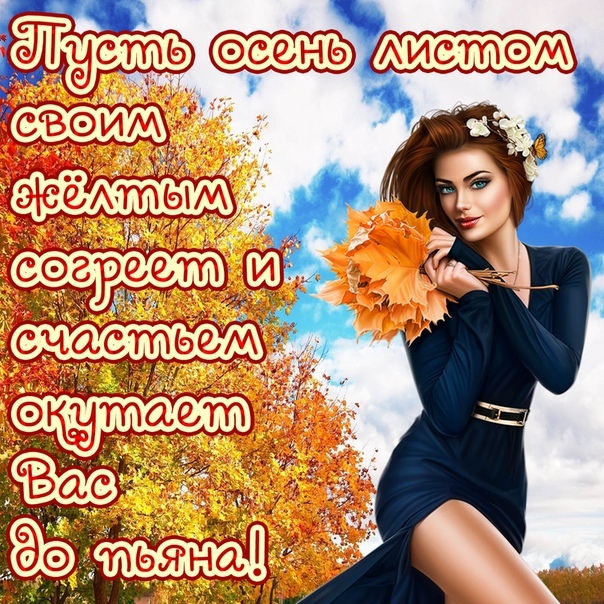 Пусть осень листом
своим
жёлтым
согреет и
счастьем
окутает
Вас
до пьяна!